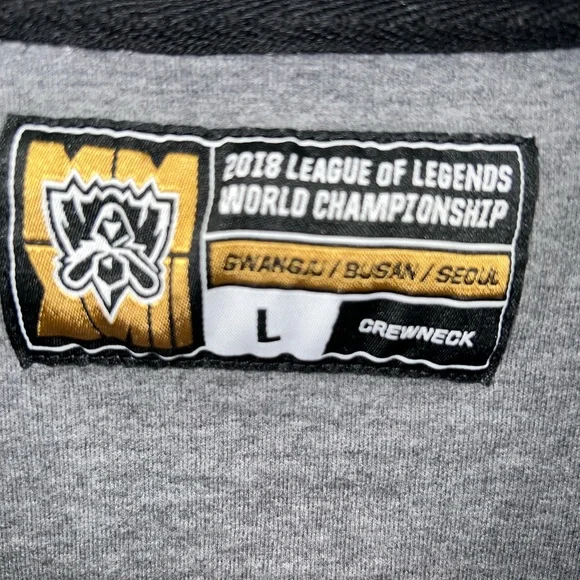 2018 LEAGUE OF LEGENDS
WORLD CHAMPIONSHIP
GWANGJU / BUSAN / SEOUL
L
CREWNECK